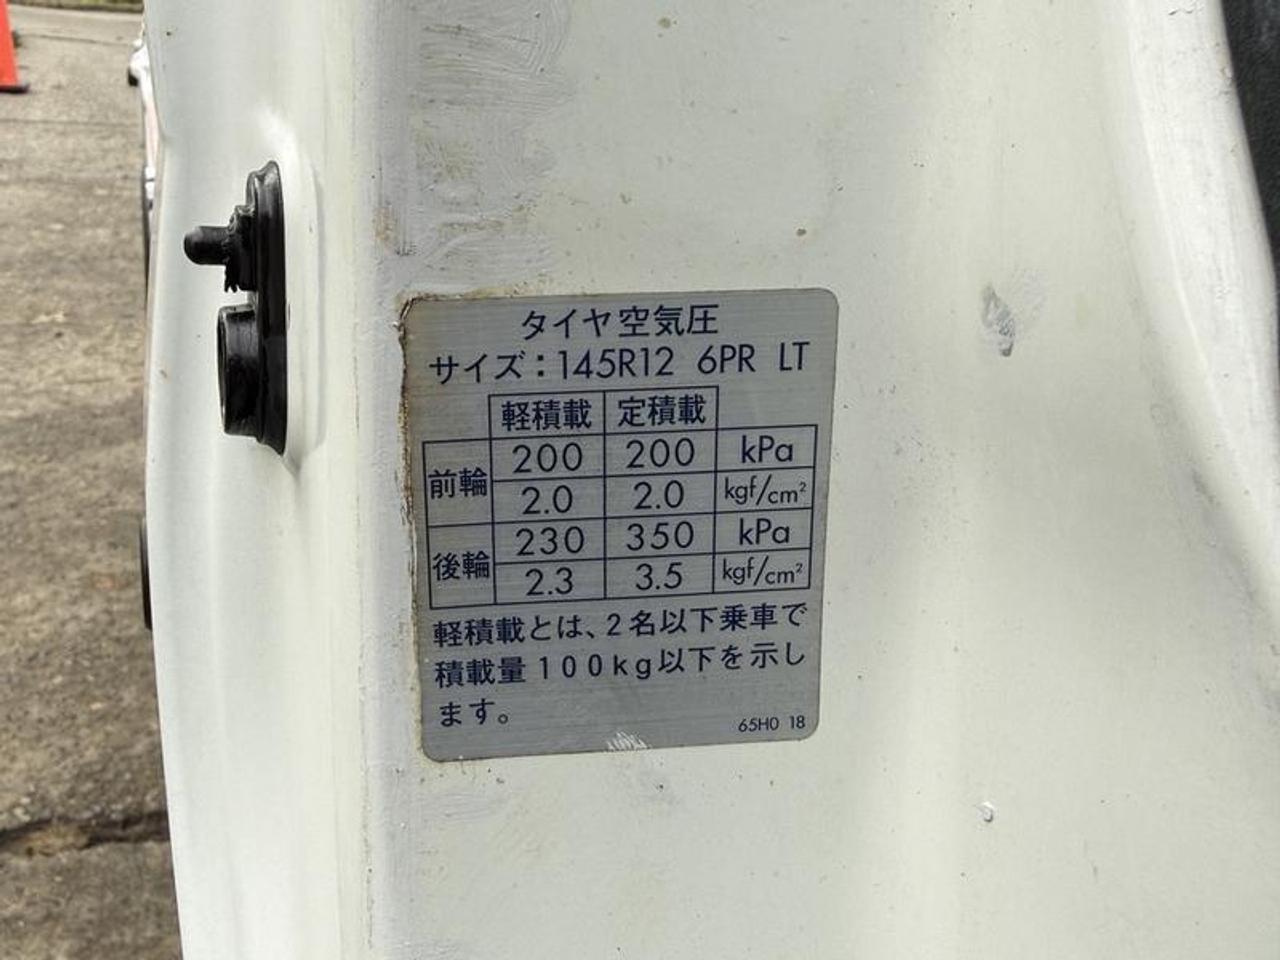 タイヤ空気圧
サイズ：145R12 6PR LT
軽積載 定積載
前輪 200 200 kPa
2.0 2.0 kgf/cm²
後輪 230 350 kPa
2.3 3.5 kgf/cm²
軽積載とは、2名以下乗車で
積載量100kg以下を示し
ます。
65H0 18